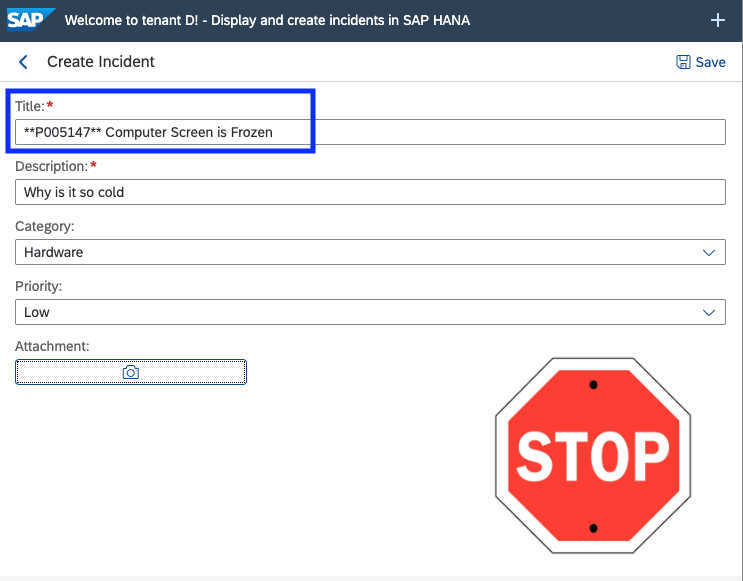 SAP Welcome to tenant D! - Display and create incidents in SAP HANA
Create Incident
Save
Title:*
**P005147** Computer Screen is Frozen
Description:*
Why is it so cold
Category:
Hardware
Priority:
Low
Attachment:
STOP